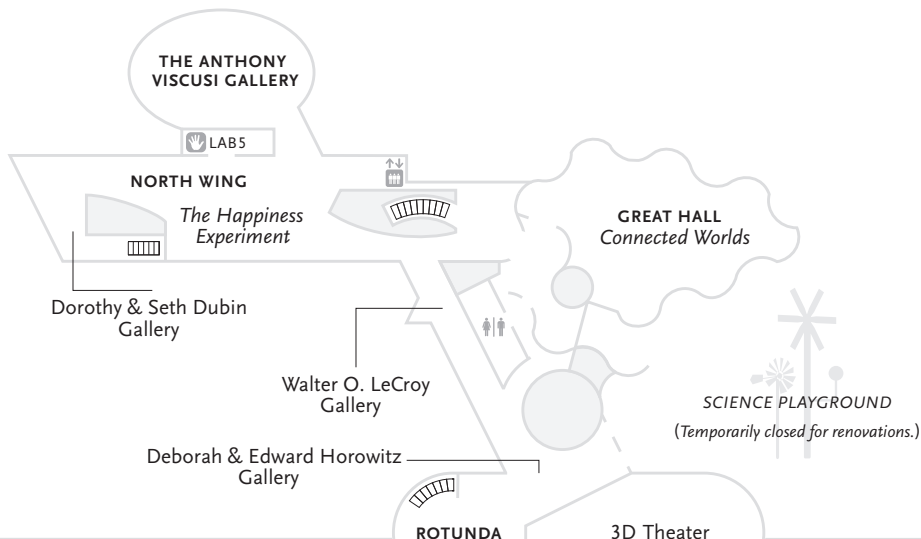 THE ANTHONY
VISCUSI GALLERY
LAB5
NORTH WING
The Happiness
Experiment
GREAT HALL
Connected Worlds
Dorothy & Seth Dubin
Gallery
Walter O. LeCroy
Gallery
SCIENCE PLAYGROUND
(Temporarily closed for renovations.)
Deborah & Edward Horowitz
Gallery
ROTUNDA
3D Theater